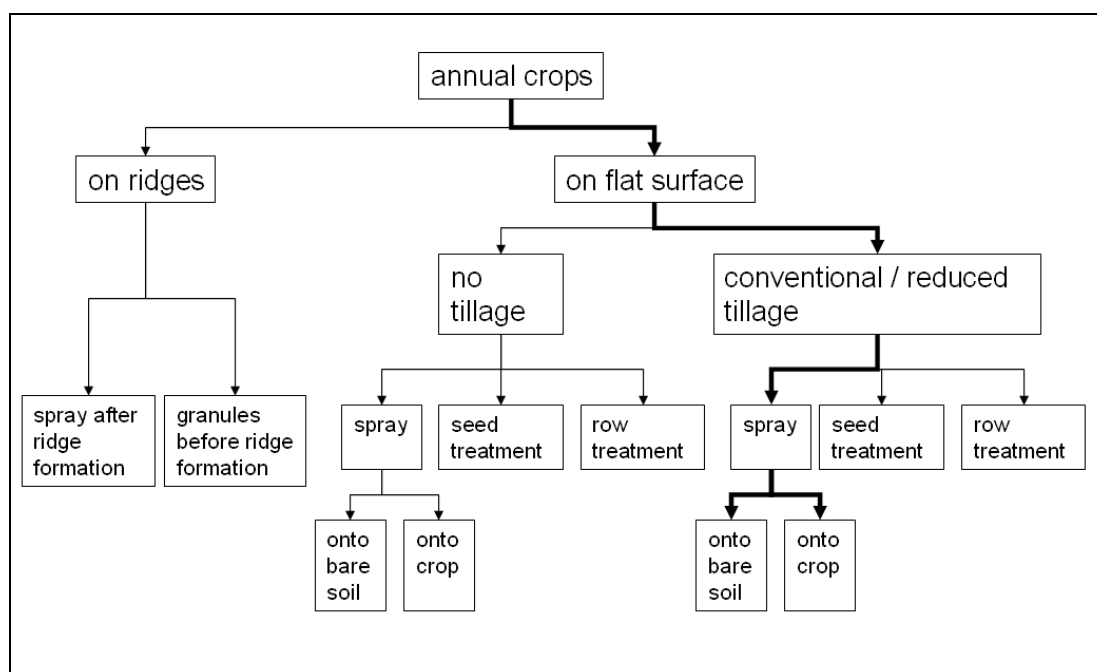 annual crops
on ridges
on flat surface
no
tillage
conventional / reduced
tillage
spray after
ridge
formation
granules
before ridge
formation
spray
seed
treatment
row
treatment
spray
seed
treatment
row
treatment
onto
bare
soil
onto
crop
onto
bare
soil
onto
crop